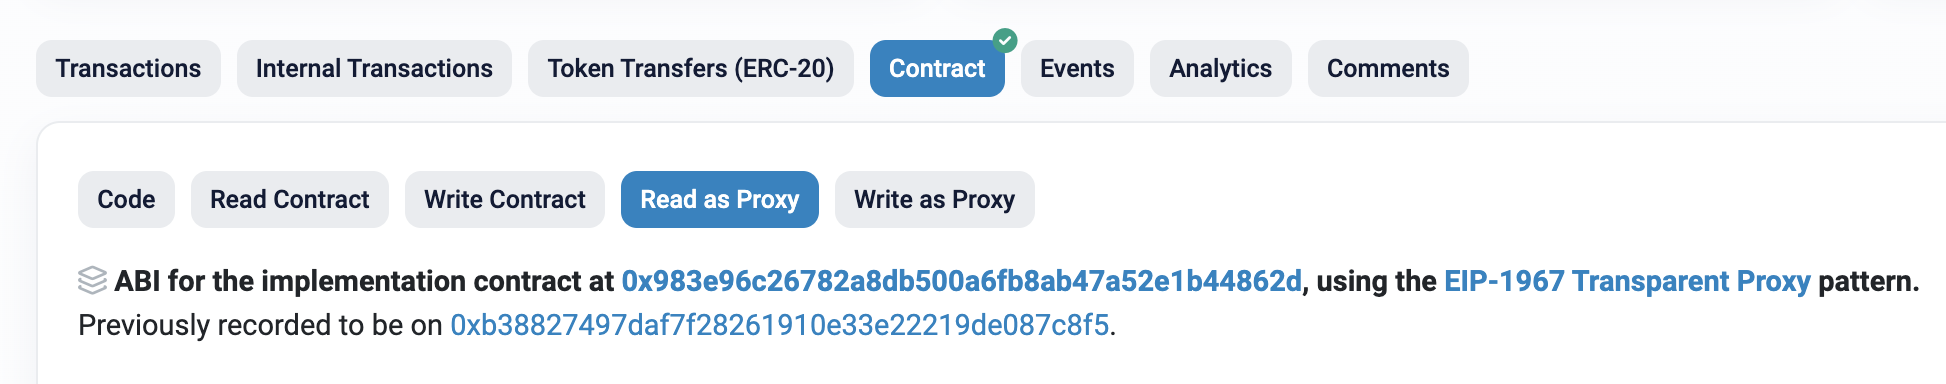 Transactions Internal Transactions Token Transfers (ERC-20) Contract Events Analytics Comments
Code Read Contract Write Contract Read as Proxy Write as Proxy
ABI for the implementation contract at 0x983e96c26782a8db500a6fb8ab47a52e1b44862d, using the EIP-1967 Transparent Proxy pattern.
Previously recorded to be on 0xb38827497daf7f28261910e33e22219de087c8f5.